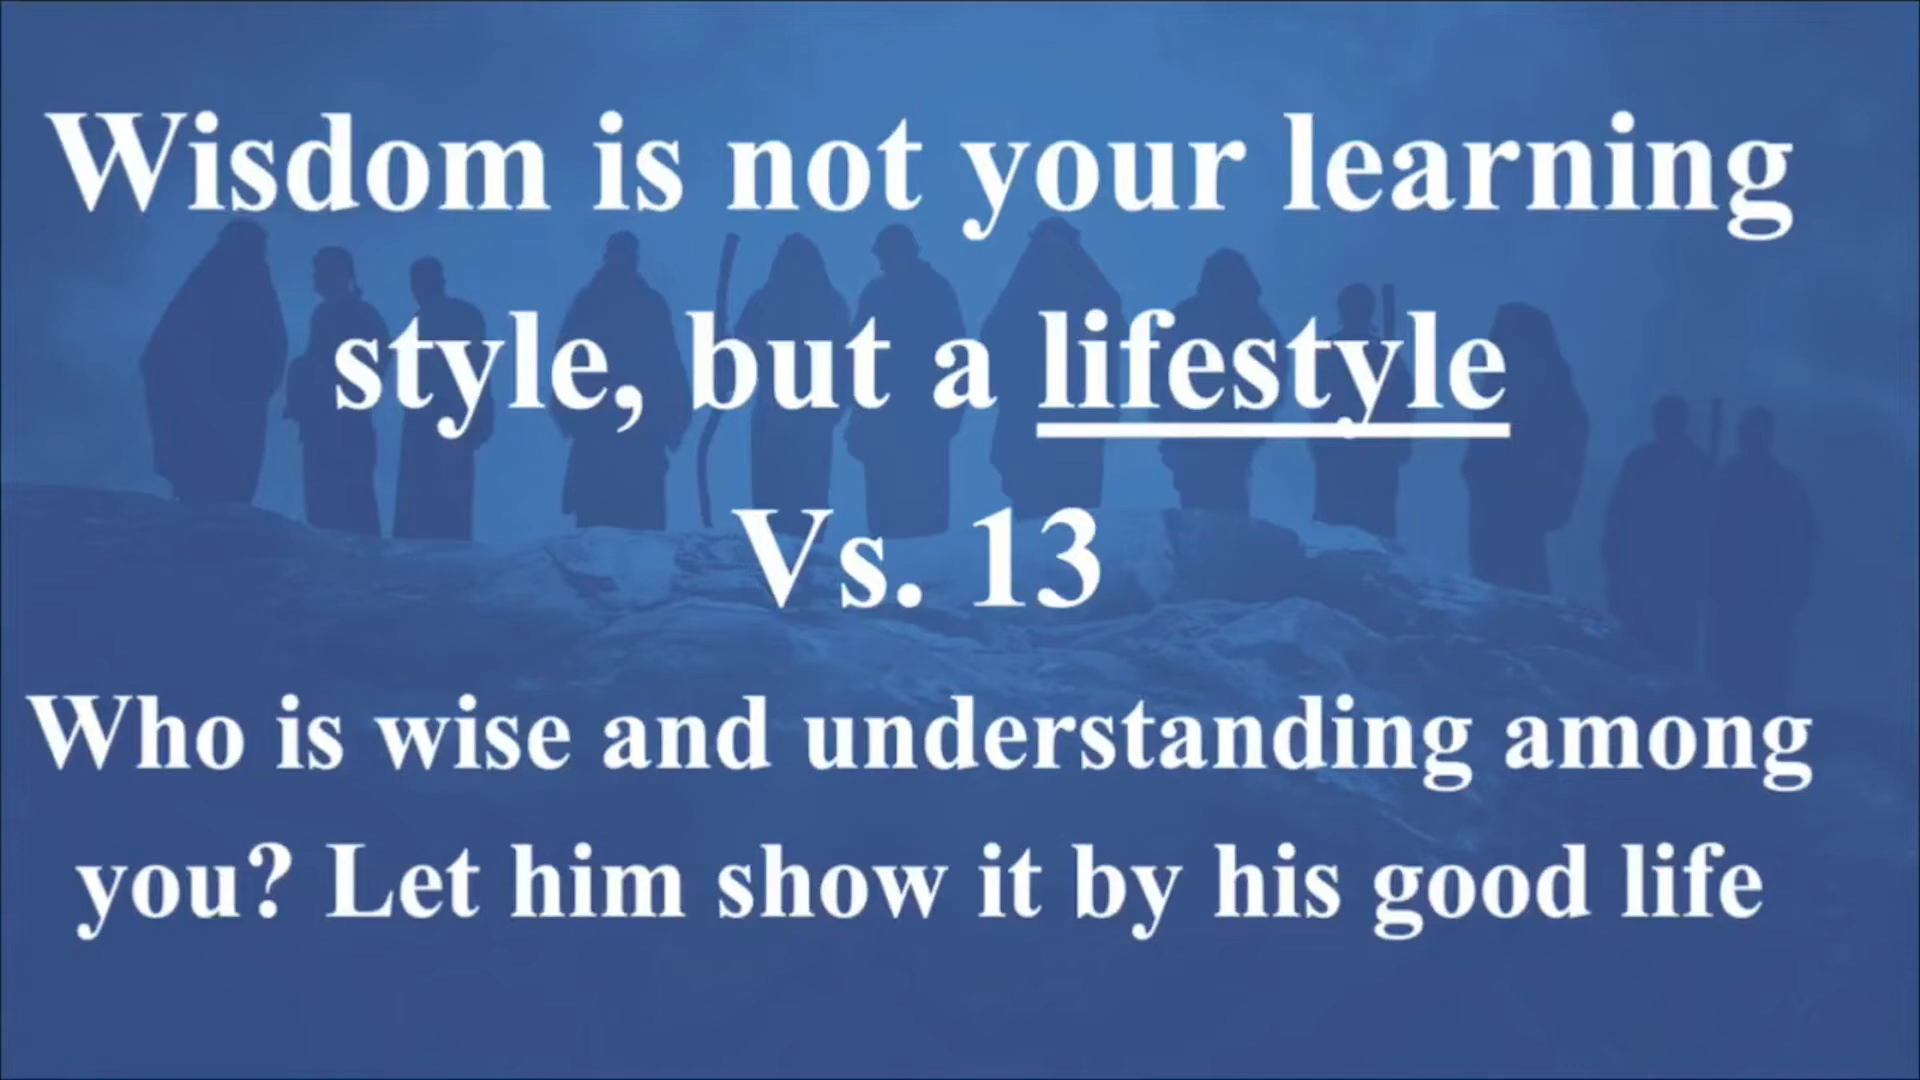 Wisdom is not your learning
style, but a lifestyle
Vs. 13
Who is wise and understanding among
you? Let him show it by his good life